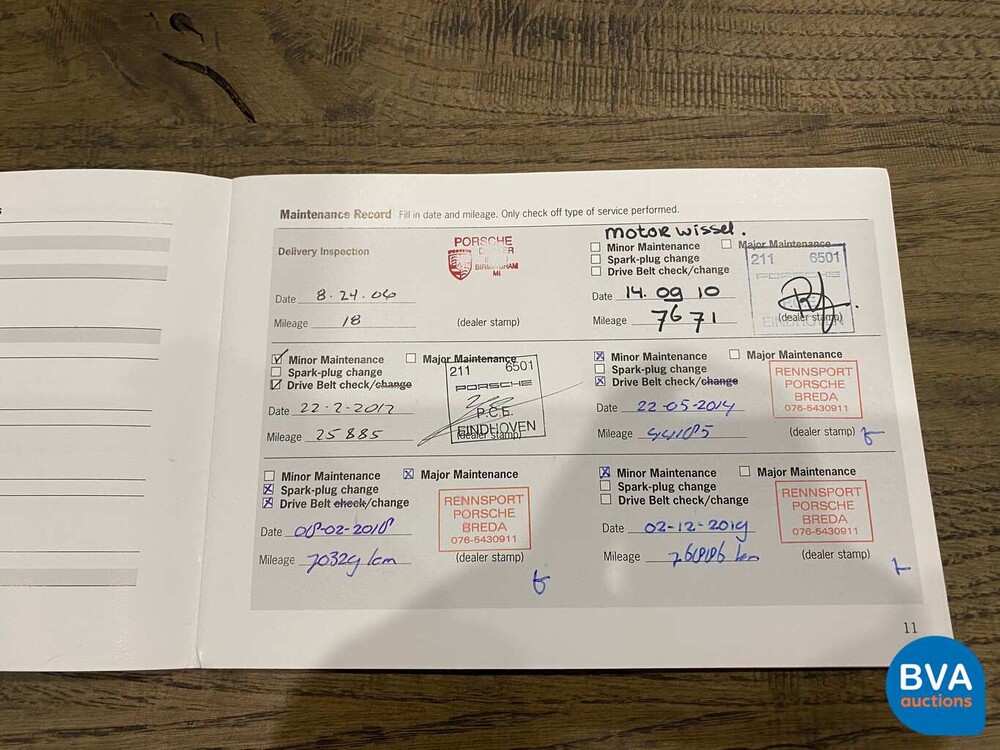 s
Maintenance Record Fill in date and mileage. Only check off type of service performed.
Delivery Inspection
PORSCHE
BIRMINGHAM
MI
Date 8-24-06
Mileage 18
(dealer stamp)
motor wissel.
Minor Maintenance Major Maintenance
Spark-plug change
Drive Belt check/change
211 6501
PORSCHE
EINDHOVEN
Date 14.09 10
Mileage 7671
(dealer stamp)
Minor Maintenance Major Maintenance
Spark-plug change
Drive Belt check/change
211 6501
PORSCHE
P.C.E.
EINDHOVEN
Date 22-2-2012
Mileage 25885
(dealer stamp)
Minor Maintenance Major Maintenance
Spark-plug change
Drive Belt check/change
RENNSPORT
PORSCHE
BREDA
076-5430911
Date 22-05-2014
Mileage
(dealer stamp)
Minor Maintenance Major Maintenance
Spark-plug change
Drive Belt check/change
RENNSPORT
PORSCHE
BREDA
076-5430911
Date 08-02-2018
Mileage 70329 km
(dealer stamp)
Minor Maintenance Major Maintenance
Spark-plug change
Drive Belt check/change
RENNSPORT
PORSCHE
BREDA
076-5430911
Date 02-12-2019
Mileage km
(dealer stamp)
11
BVA
auctions